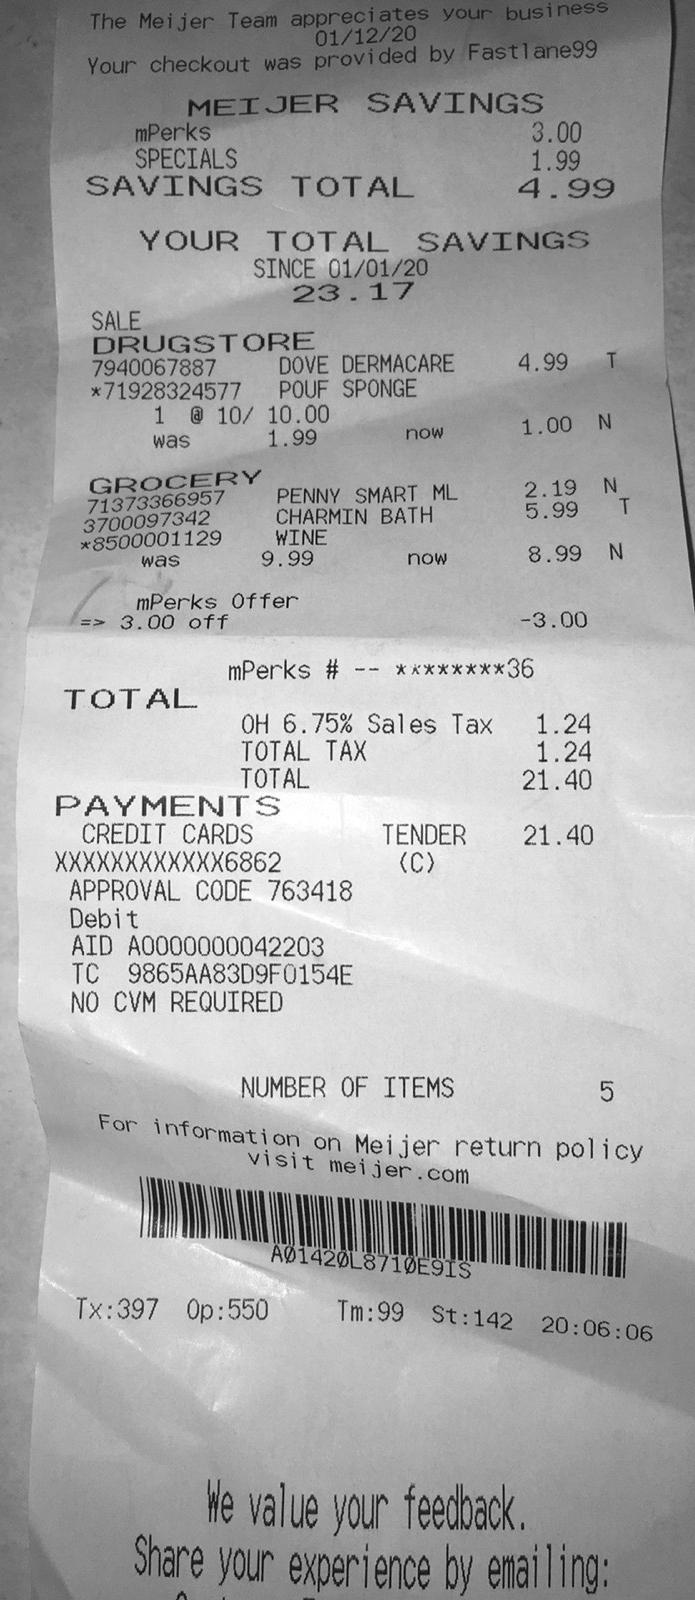 The Meijer Team appreciates your business
01/12/20
Your checkout was provided by Fastlane99
MEIJER SAVINGS
mPerks 3.00
SPECIALS 1.99
SAVINGS TOTAL 4.99
YOUR TOTAL SAVINGS
SINCE 01/01/20
23.17
SALE
DRUGSTORE
7940067887 DOVE DERMACARE 4.99 T
*71928324577 POUF SPONGE
1 @ 10/ 10.00
was 1.99 now 1.00 N
GROCERY
71373366957 PENNY SMART ML 2.19 N
3700097342 CHARMIN BATH 5.99 T
*8500001129 WINE
was 9.99 now 8.99 N
mPerks Offer
=> 3.00 off -3.00
mPerks # -- ********36
TOTAL
OH 6.75% Sales Tax 1.24
TOTAL TAX 1.24
TOTAL 21.40
PAYMENTS
CREDIT CARDS TENDER 21.40
XXXXXXXXXXXX6862 (C)
APPROVAL CODE 763418
Debit
AID A0000000042203
TC 9865AA83D9F0154E
NO CVM REQUIRED
NUMBER OF ITEMS 5
For information on Meijer return policy
visit meijer.com
A01420L8710E9IS
Tx:397 Op:550 Tm:99 St:142 20:06:06
We value your feedback.
Share your experience by emailing: